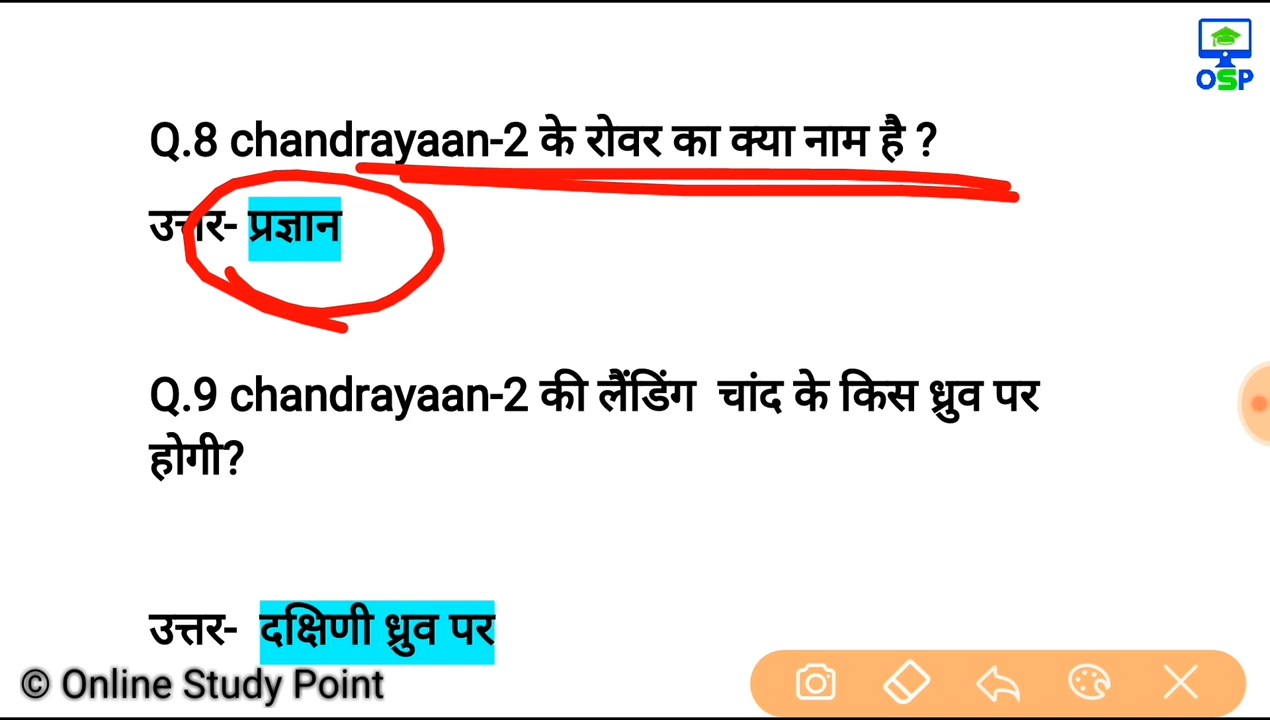 OSP
Q.8 chandrayaan-2 के रोवर का क्या नाम है ?
उत्तर- प्रज्ञान
Q.9 chandrayaan-2 की लैंडिंग चांद के किस ध्रुव पर
होगी?
उत्तर- दक्षिणी ध्रुव पर
© Online Study Point